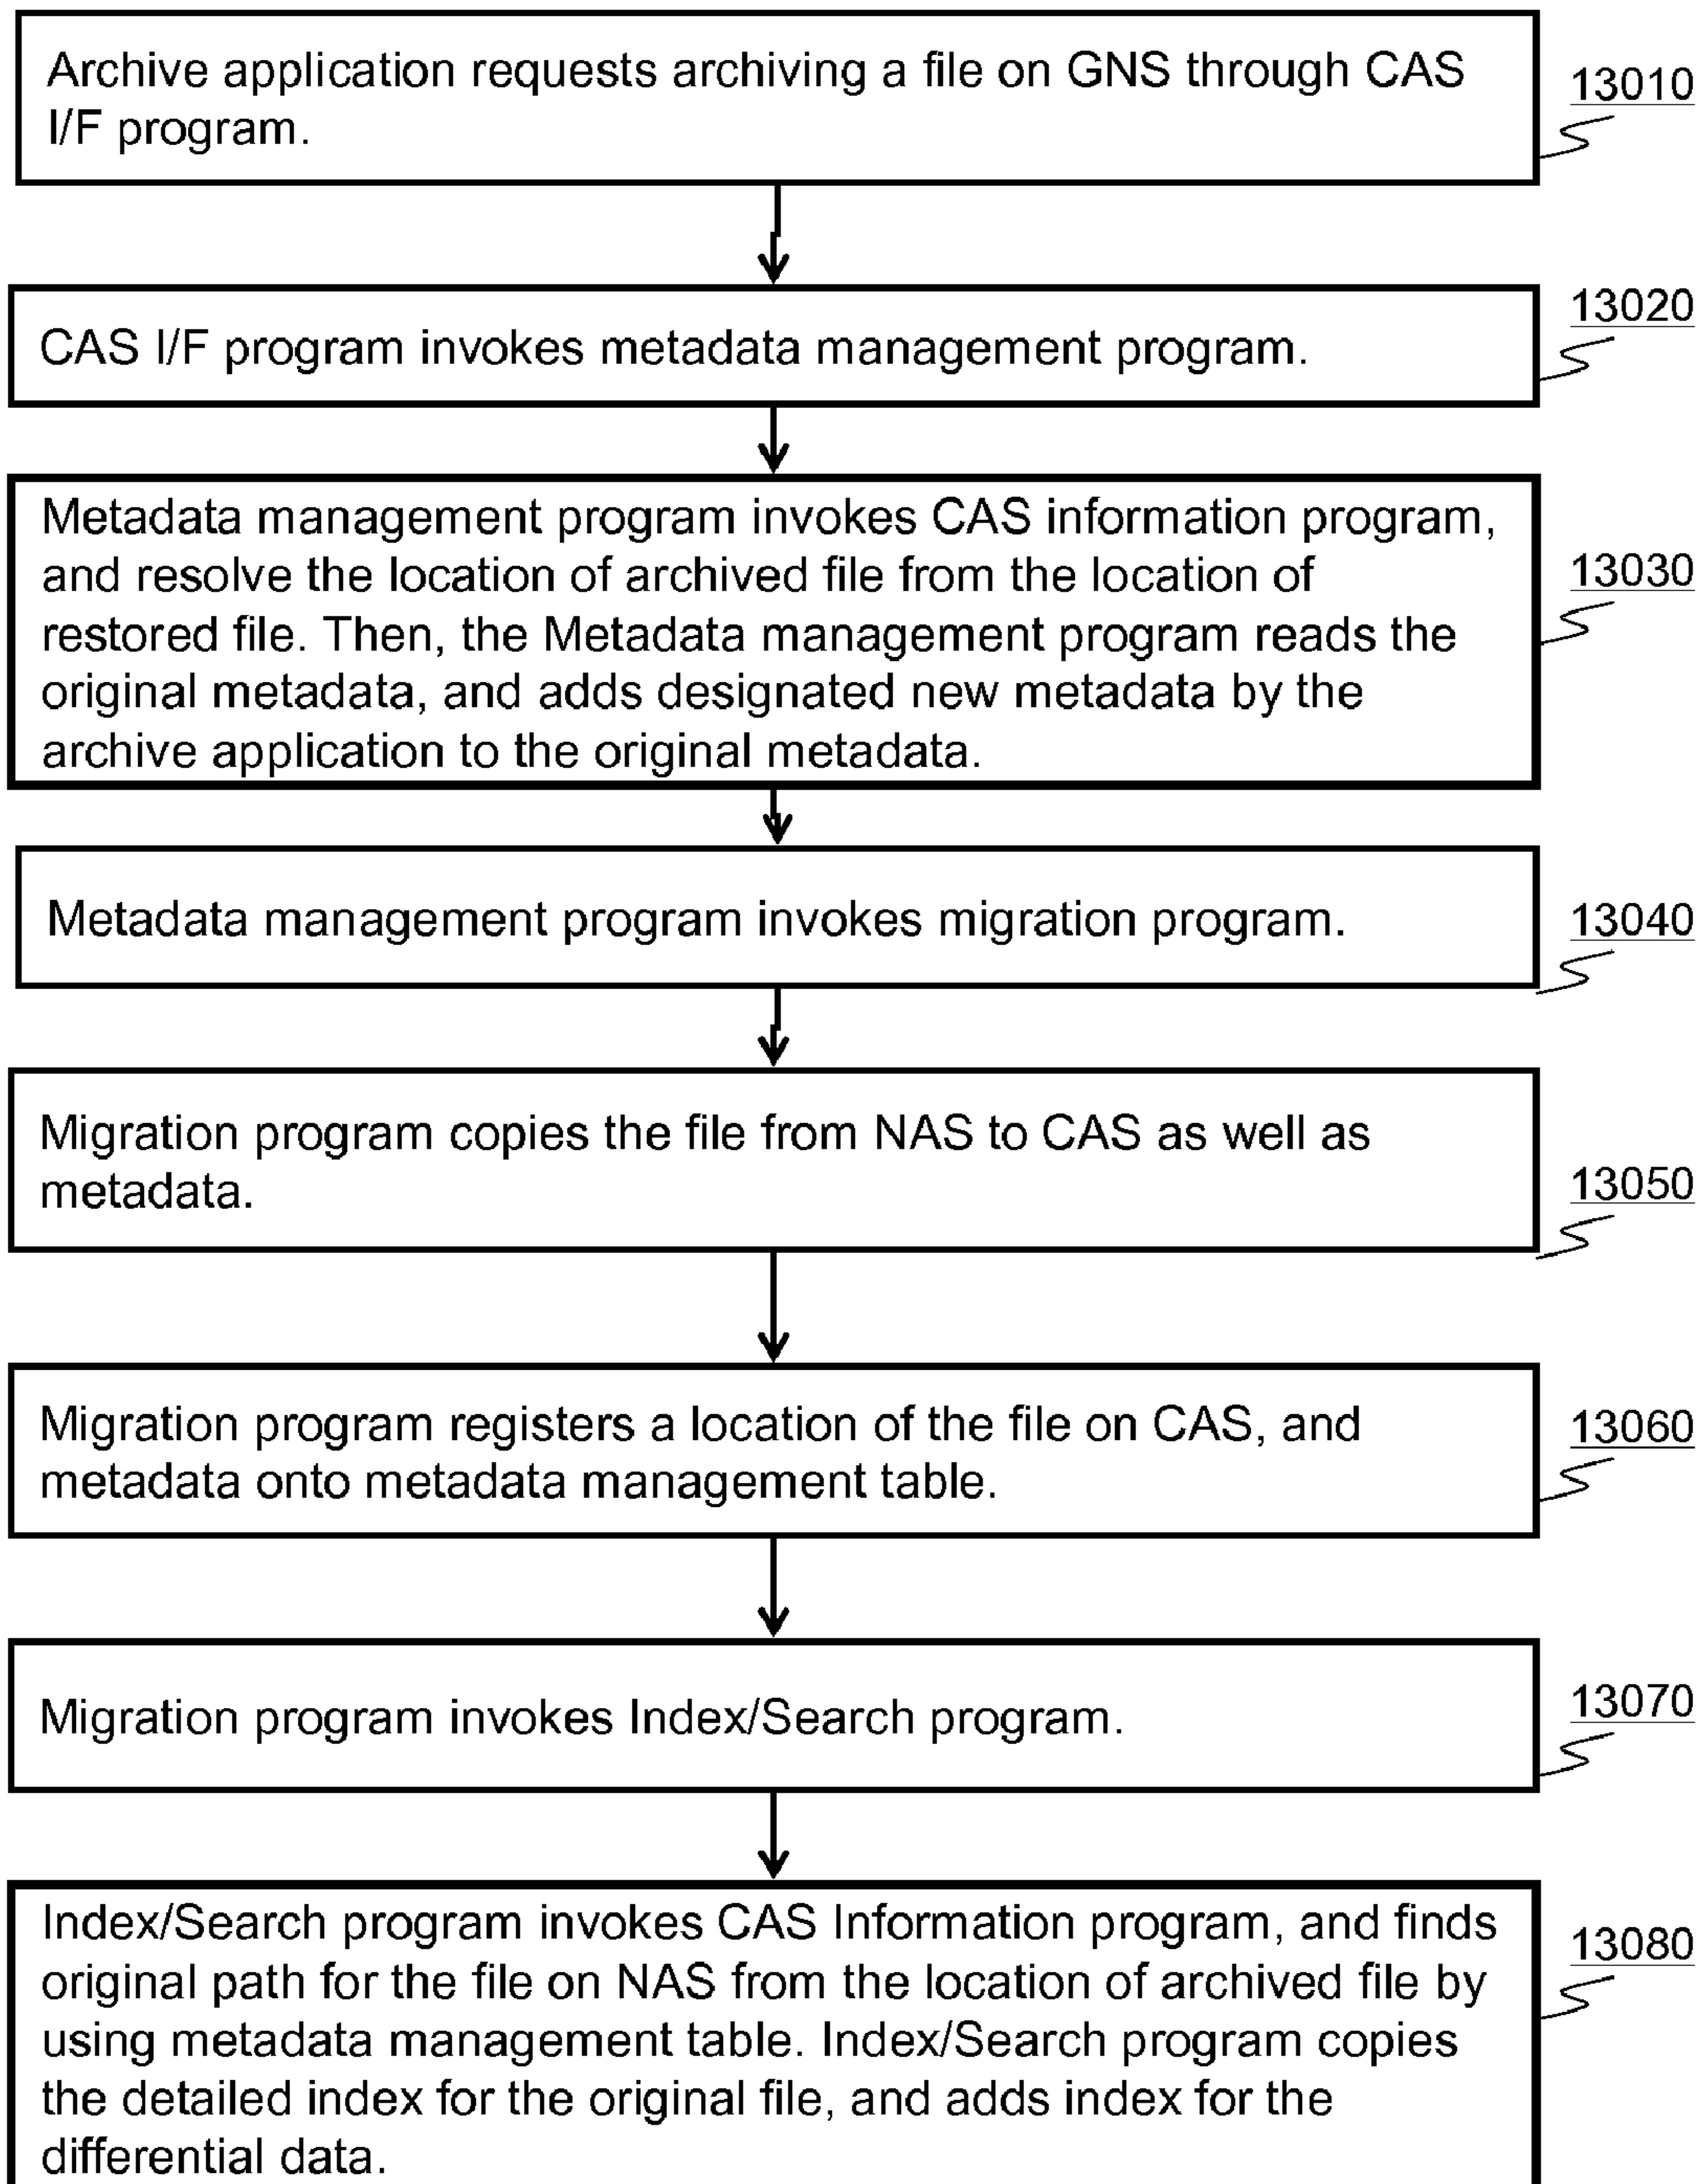 Archive application requests archiving a file on GNS through CAS
I/F program.
13010
CAS I/F program invokes metadata management program.
13020
Metadata management program invokes CAS information program,
and resolve the location of archived file from the location of
restored file. Then, the Metadata management program reads the
original metadata, and adds designated new metadata by the
archive application to the original metadata.
13030
Metadata management program invokes migration program.
13040
Migration program copies the file from NAS to CAS as well as
metadata.
13050
Migration program registers a location of the file on CAS, and
metadata onto metadata management table.
13060
Migration program invokes Index/Search program.
13070
Index/Search program invokes CAS Information program, and finds
original path for the file on NAS from the location of archived file by
using metadata management table. Index/Search program copies
the detailed index for the original file, and adds index for the
differential data.
13080